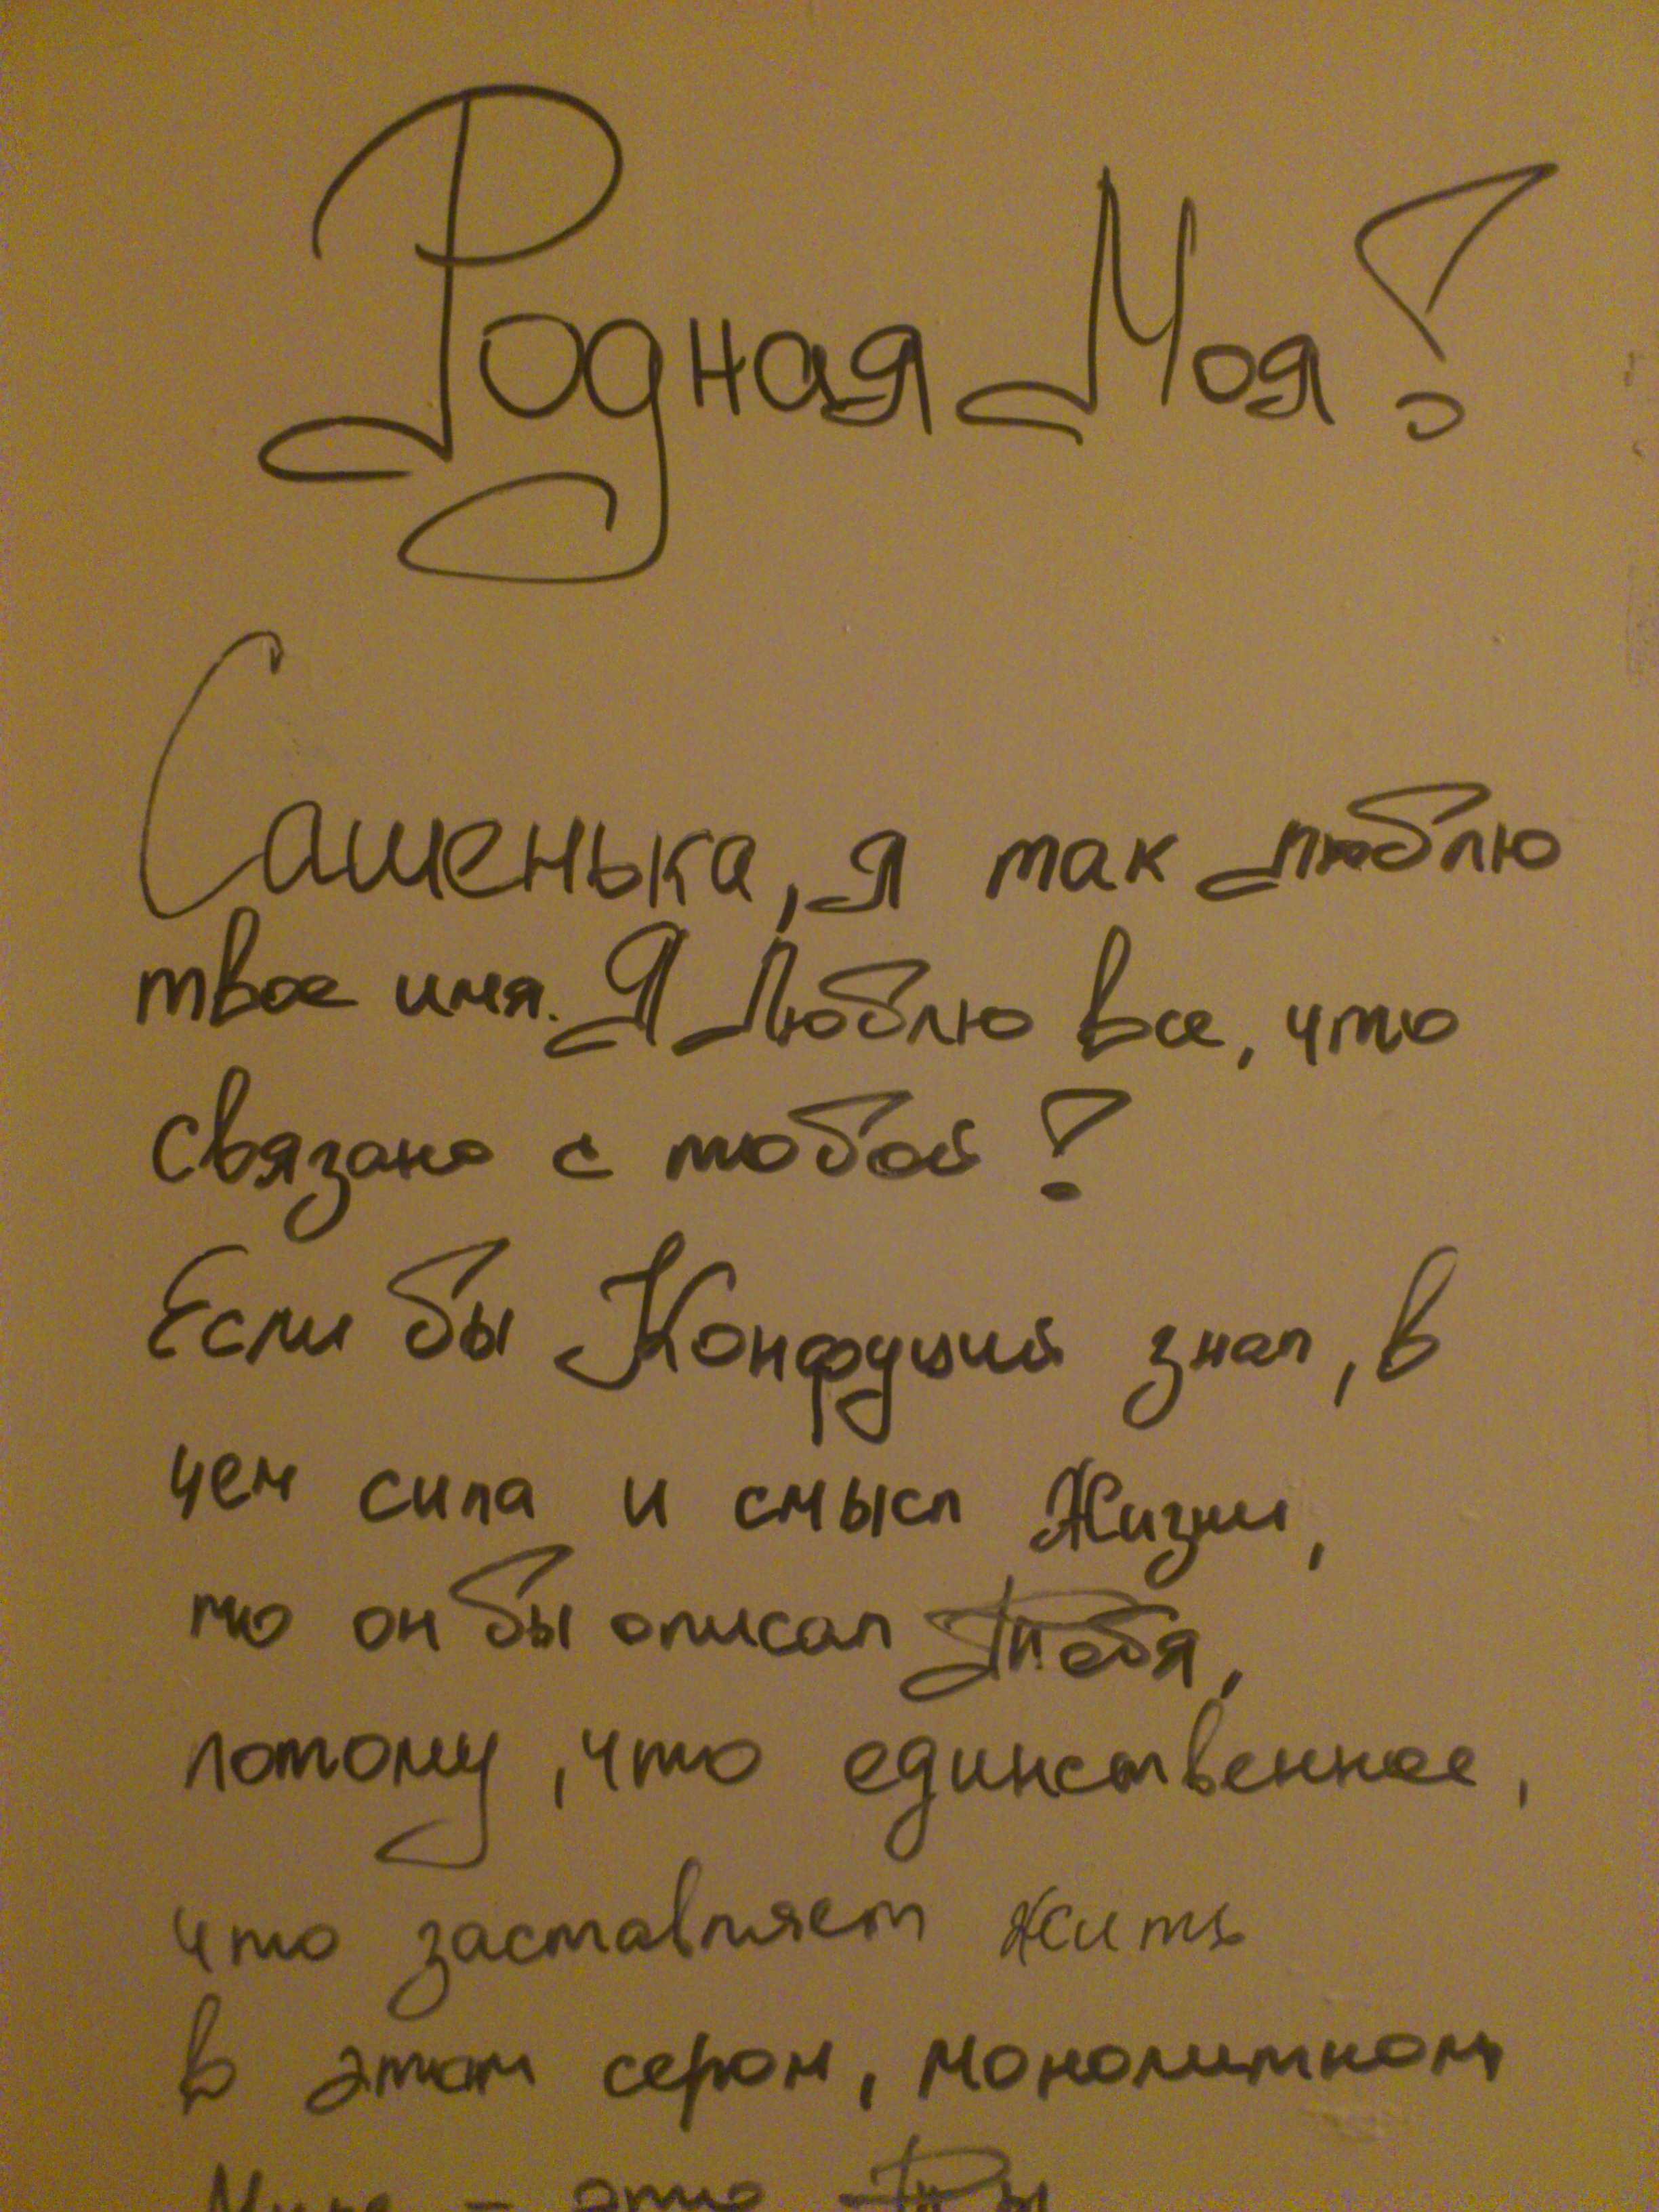 Родная Моя!
Сашенька, я так люблю
твое имя. Я Люблю все, что
связано с тобой!
Если бы Конфуций знал, в
чем сила и смысл Жизни,
то он бы описал Тебя,
потому, что единственное,
что заставляет жить
в этом сером, монолитном
Мире - это Ты